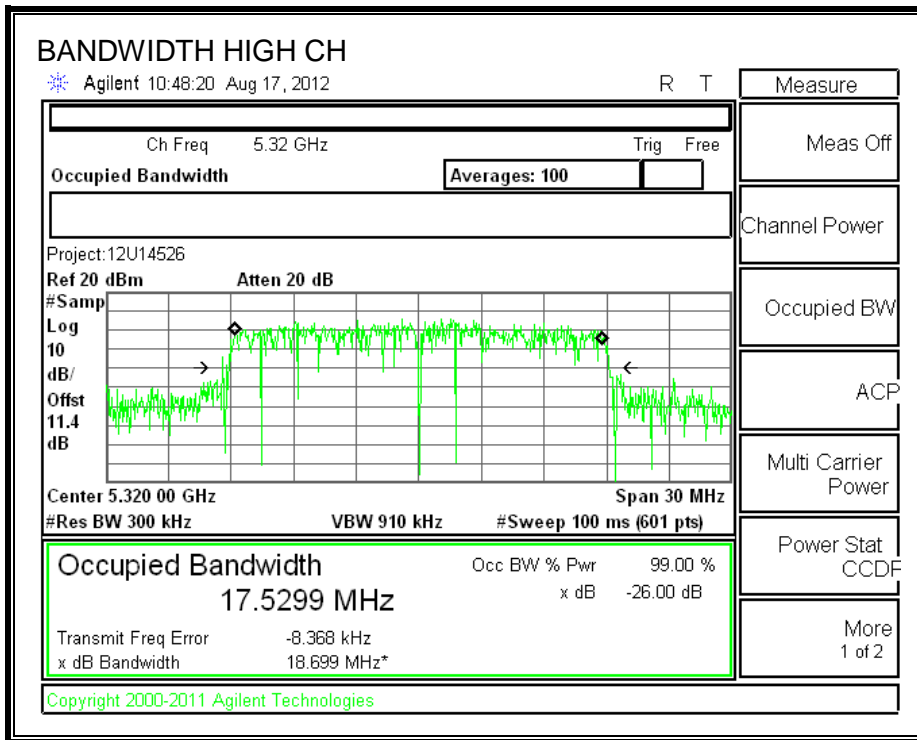 BANDWIDTH HIGH CH
Agilent 10:48:20 Aug 17, 2012 R T
Measure
Ch Freq 5.32 GHz Trig Free
Meas Off
Occupied Bandwidth Averages: 100
Channel Power
Project:12U14526
Ref 20 dBm Atten 20 dB
#Samp
Log
10
dB/
Offst
11.4
dB
Occupied BW
ACP
Multi Carrier
Power
Center 5.320 00 GHz Span 30 MHz
#Res BW 300 kHz VBW 910 kHz #Sweep 100 ms (601 pts)
Power Stat
CCDF
Occupied Bandwidth Occ BW % Pwr 99.00 %
17.5299 MHz x dB -26.00 dB
Transmit Freq Error -8.368 kHz
x dB Bandwidth 18.699 MHz*
More
1 of 2
Copyright 2000-2011 Agilent Technologies